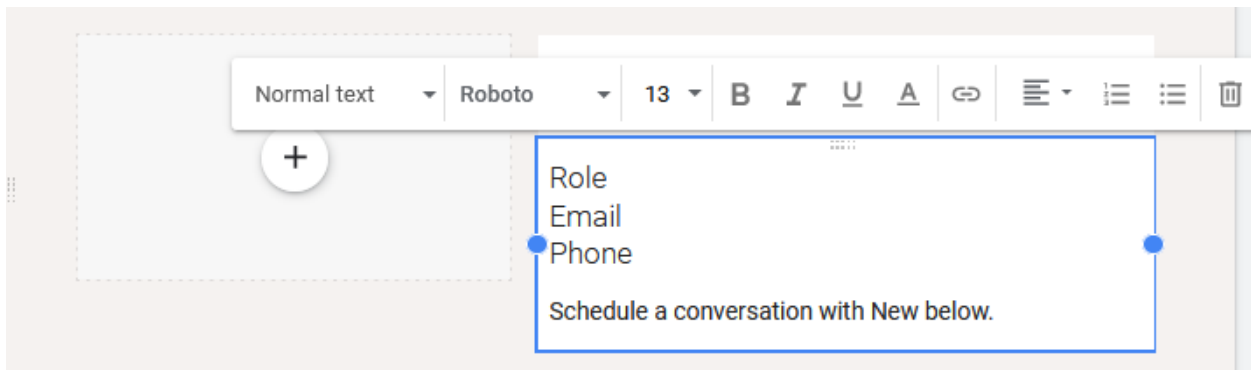 Normal text Roboto 13 B I U A
Role
Email
Phone
Schedule a conversation with New below.